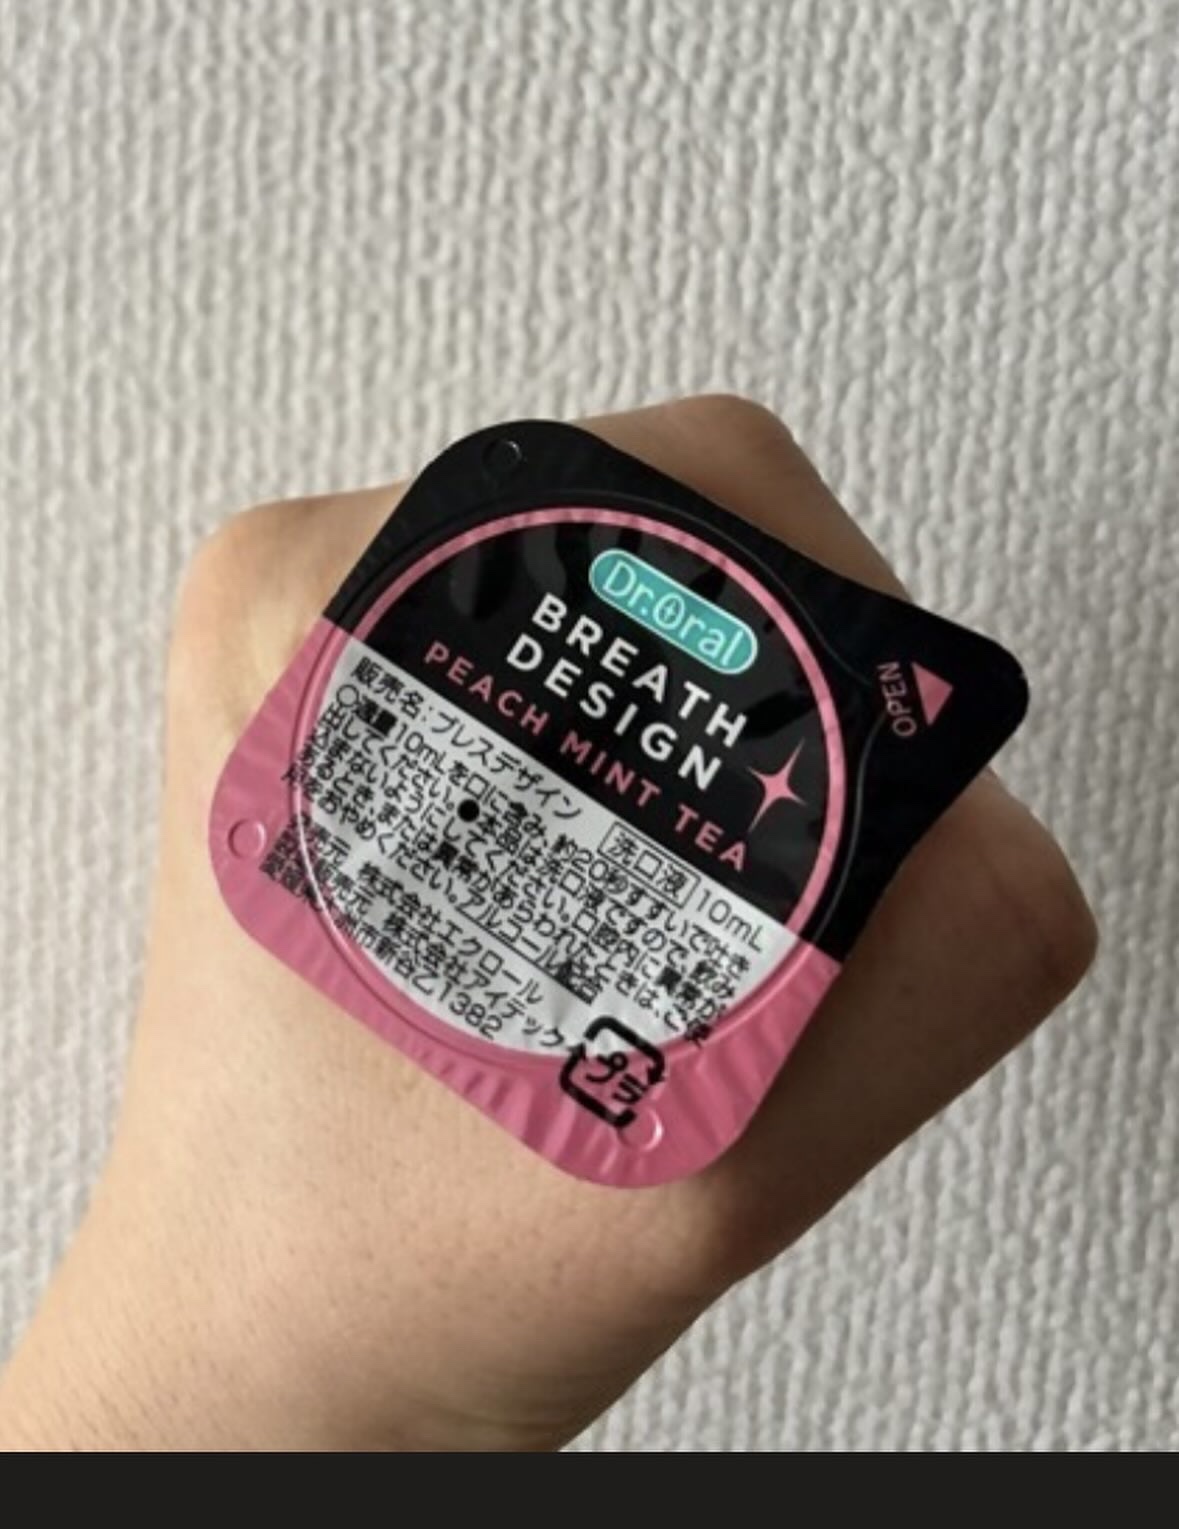 Dr.Oral
BREATH
DESIGN
PEACH MINT TEA
OPEN
販売名:ブレスデザイン 洗口液 10mL
○適量10mLを口に含み、約20秒すすいで吐き
出してください。●本品は洗口液ですので、飲み
込まないようにしてください。口腔内に異常が
あるとき、または異常があらわれたときは、ご使
用をおやめください。アルコール配合
株式会社エクロール
販売元 株式会社アイテック
新谷乙1382
プラ